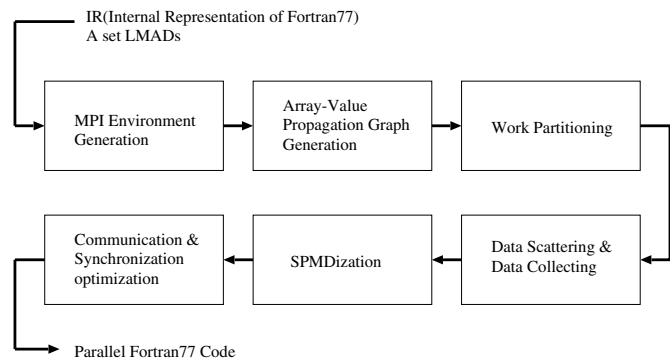 IR(Internal Representation of Fortran77)
A set LMADs
MPI Environment
Generation
Array-Value
Propagation Graph
Generation
Work Partitioning
Data Scattering &
Data Collecting
SPMDization
Communication &
Synchronization
optimization
Parallel Fortran77 Code